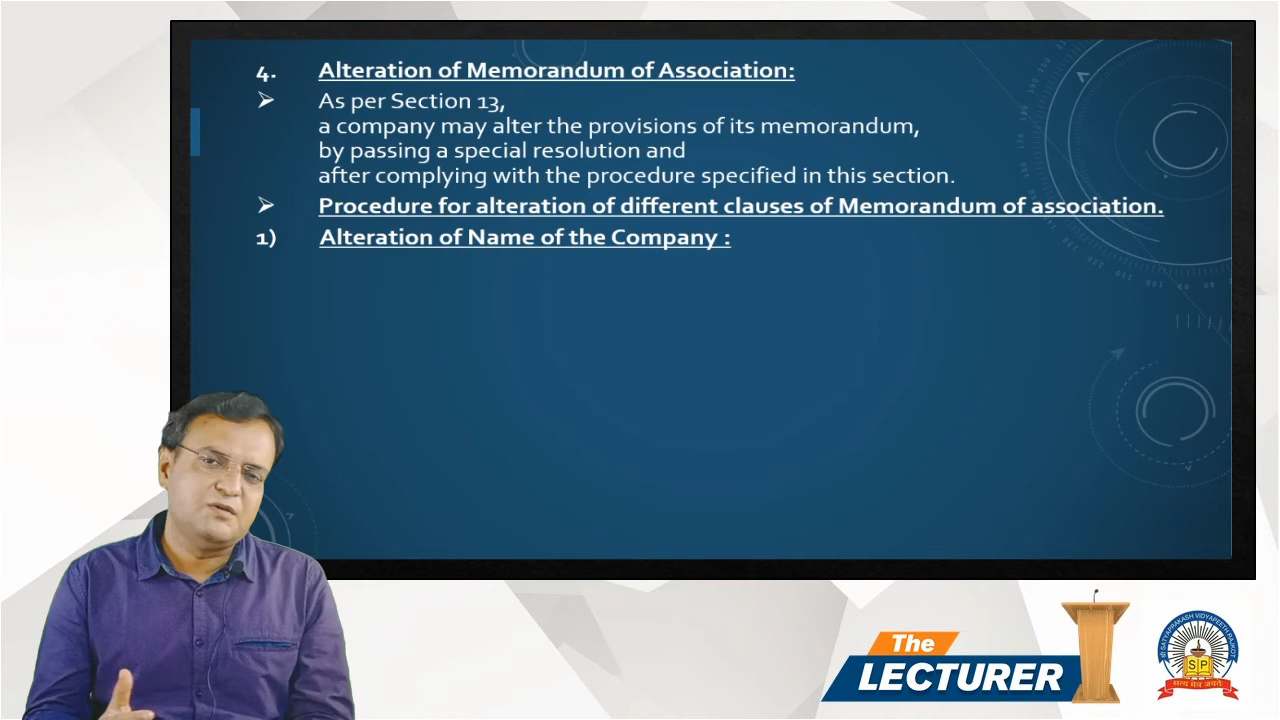 4. Alteration of Memorandum of Association:
➢ As per Section 13,
a company may alter the provisions of its memorandum,
by passing a special resolution and
after complying with the procedure specified in this section.
➢ Procedure for alteration of different clauses of Memorandum of association.
1) Alteration of Name of the Company :
The
LECTURER
SP
सत्य मेव जयते